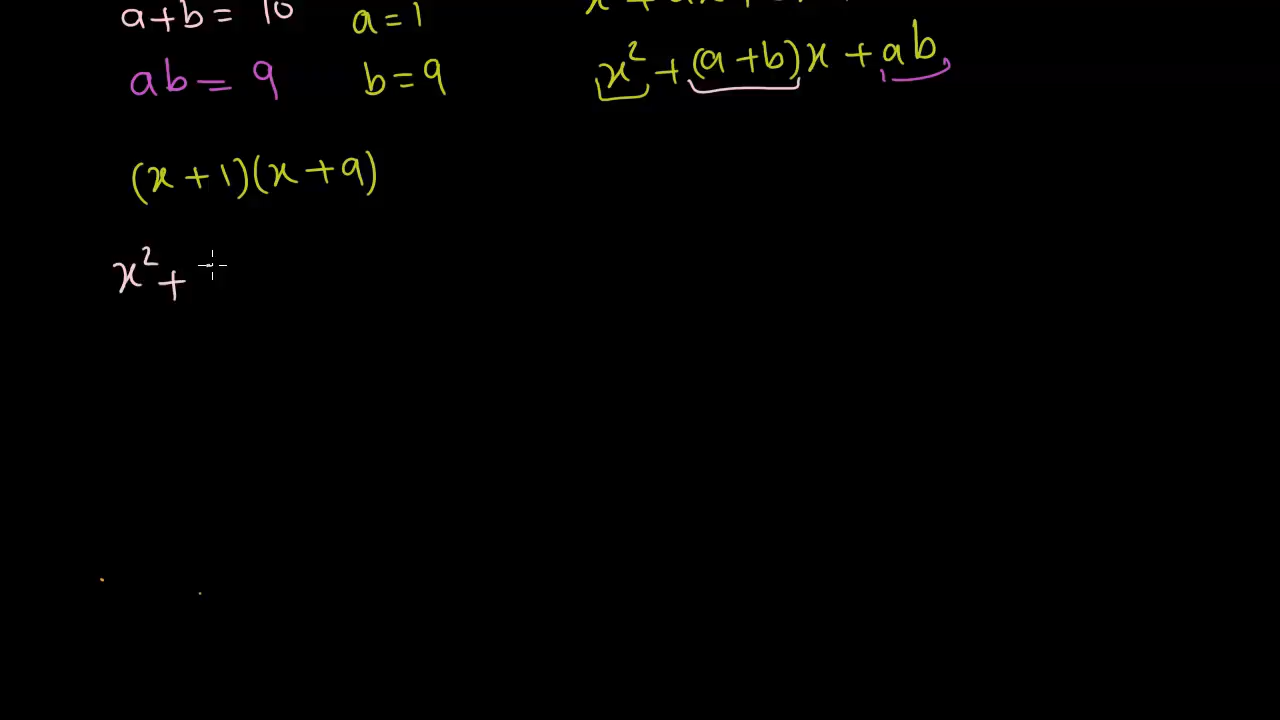 a+b= 10 a=1
ab= 9 b=9
x²+(a+b)x+ab
(x+1)(x+9)
x²+